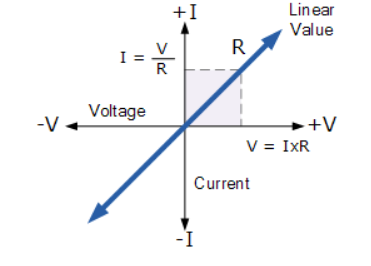 +I
Linear
Value
I = V
R
R
Voltage
-V
+V
V = IxR
Current
-I